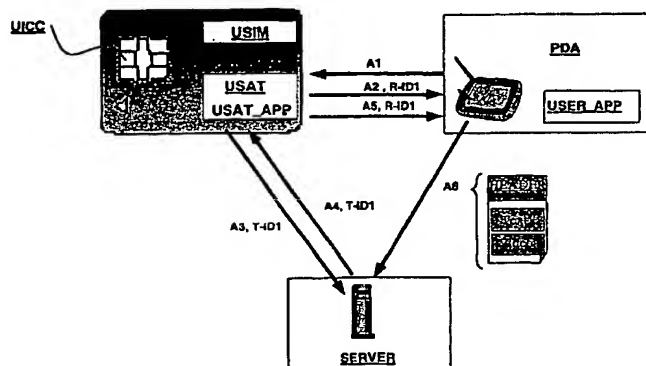 UICC
USIM
USAT
USAT_APP
A1
A2 , R-ID1
A5, R-ID1
PDA
USER_APP
A4, T-ID1
A3, T-ID1
A6
SERVER